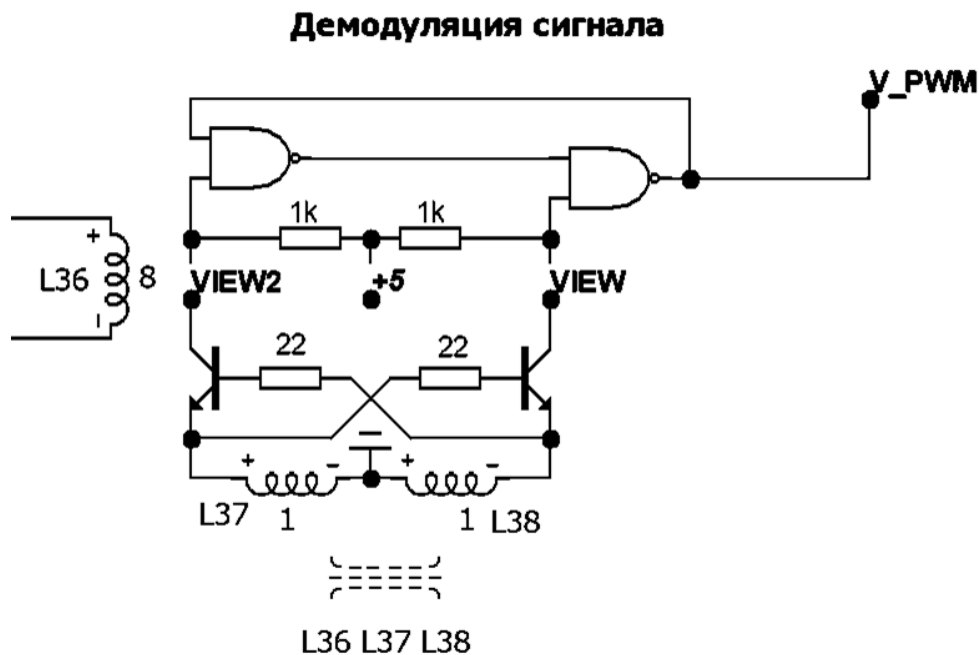 Демодуляция сигнала
V_PWM
1k 1k
L36 + 8 -
VIEW2 +5 VIEW
22 22
+ - + -
L37 1 1 L38
L36 L37 L38